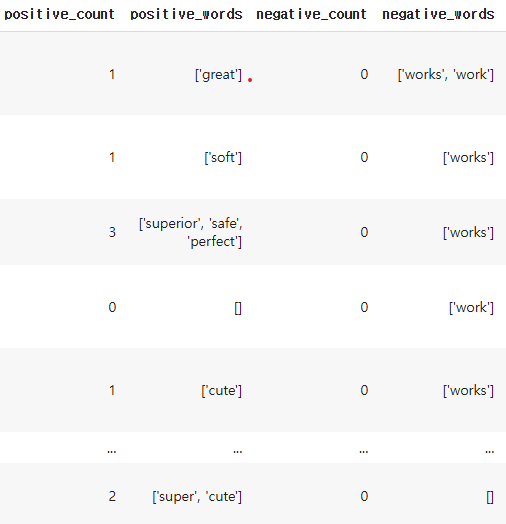 positive_count positive_words negative_count negative_words
1 ['great'] 0 ['works', 'work']
1 ['soft'] 0 ['works']
3 ['superior', 'safe', 'perfect'] 0 ['works']
0 [] 0 ['work']
1 ['cute'] 0 ['works']
... ... ... ...
2 ['super', 'cute'] 0 []